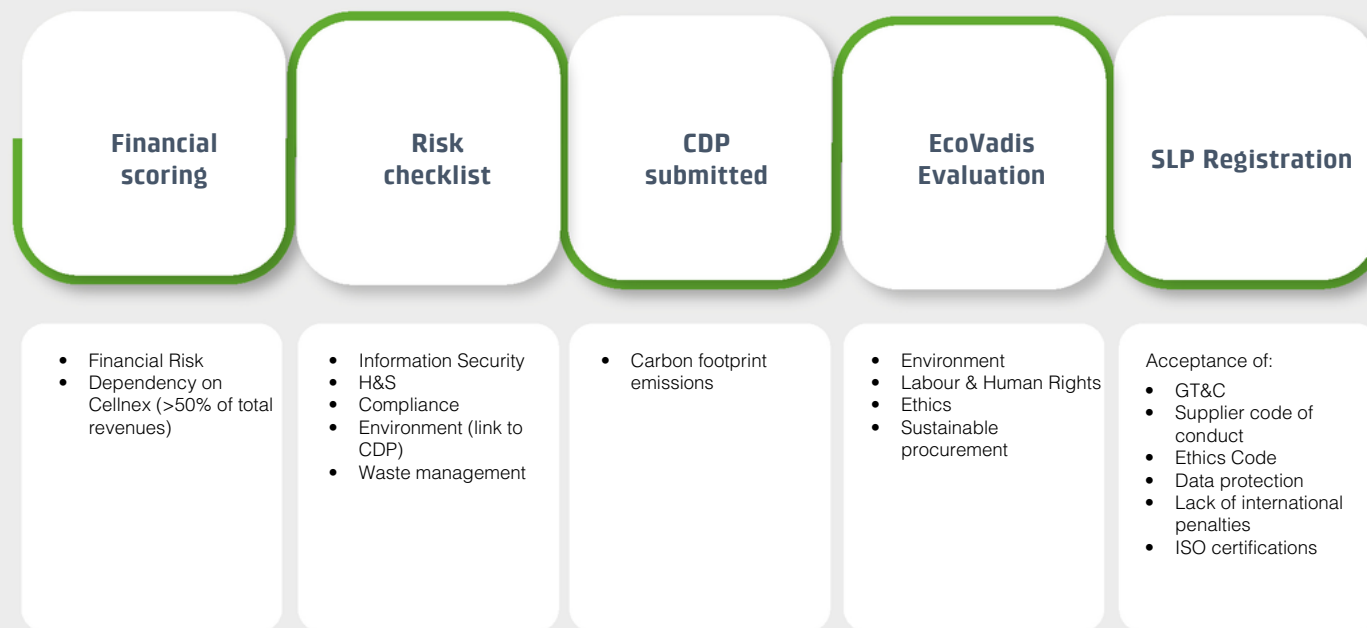 Financial
scoring
Risk
checklist
CDP
submitted
EcoVadis
Evaluation
SLP Registration
• Financial Risk
• Dependency on
Cellnex (>50% of total
revenues)
• Information Security
• H&S
• Compliance
• Environment (link to
CDP)
• Waste management
• Carbon footprint
emissions
• Environment
• Labour & Human Rights
• Ethics
• Sustainable
procurement
Acceptance of:
• GT&C
• Supplier code of
conduct
• Ethics Code
• Data protection
• Lack of international
penalties
• ISO certifications